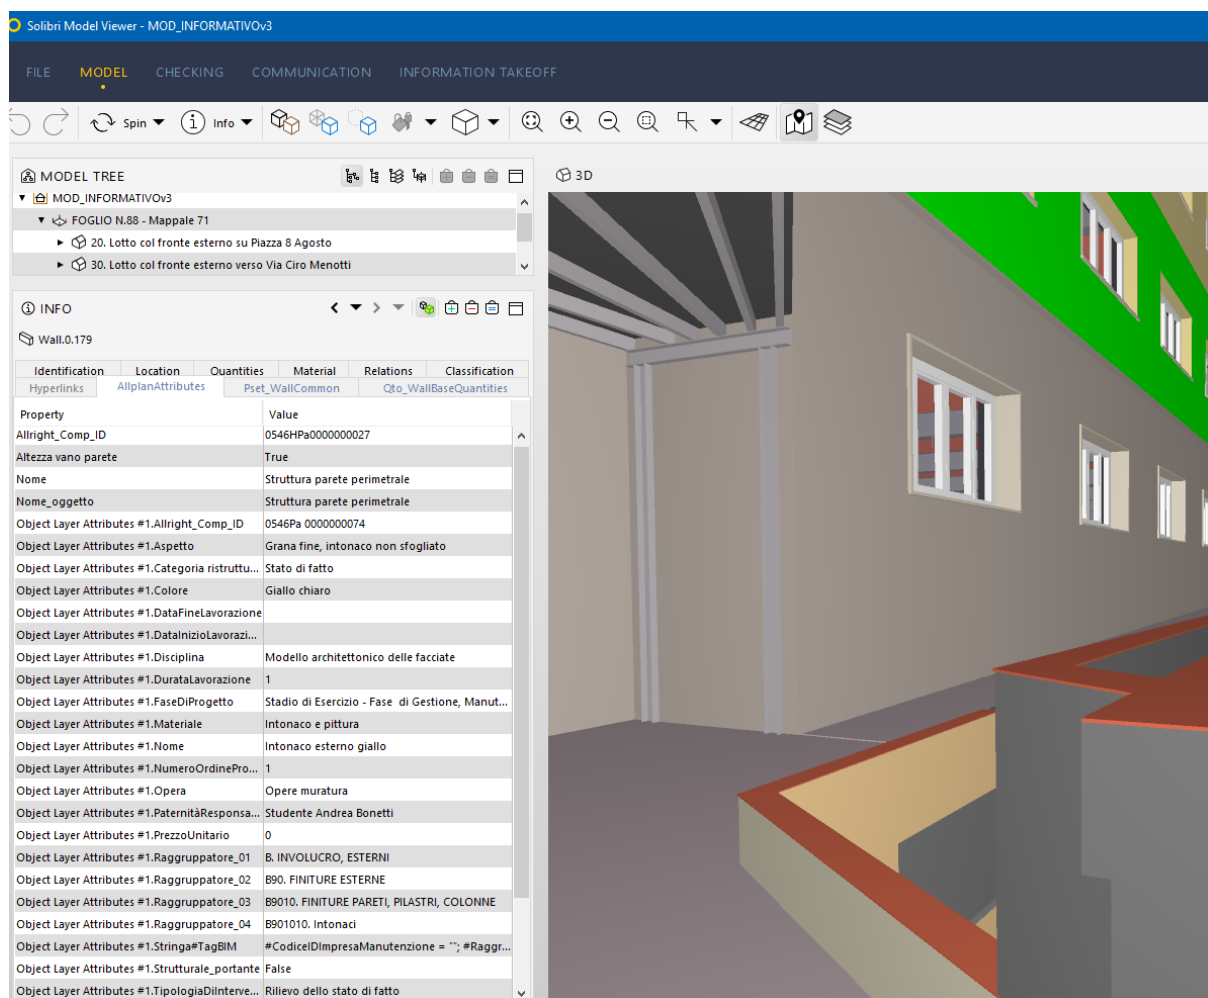 Solibri Model Viewer - MOD_INFORMATIVOv3
FILE MODEL CHECKING COMMUNICATION INFORMATION TAKEOFF
Spin Info
MODEL TREE
3D
MOD_INFORMATIVOv3
FOGLIO N.88 - Mappale 71
20. Lotto col fronte esterno su Piazza 8 Agosto
30. Lotto col fronte esterno verso Via Ciro Menotti
INFO
Wall.0.179
Identification Location Quantities Material Relations Classification
Hyperlinks AllplanAttributes Pset_WallCommon Qto_WallBaseQuantities
Property Value
Allright_Comp_ID 0546HPa0000000027
Altezza vano parete True
Nome Struttura parete perimetrale
Nome_oggetto Struttura parete perimetrale
Object Layer Attributes #1.Allright_Comp_ID 0546Pa 0000000074
Object Layer Attributes #1.Aspetto Grana fine, intonaco non sfogliato
Object Layer Attributes #1.Categoria ristruttu... Stato di fatto
Object Layer Attributes #1.Colore Giallo chiaro
Object Layer Attributes #1.DataFineLavorazione
Object Layer Attributes #1.DataInizioLavorazi...
Object Layer Attributes #1.Disciplina Modello architettonico delle facciate
Object Layer Attributes #1.DurataLavorazione 1
Object Layer Attributes #1.FaseDiProgetto Stadio di Esercizio - Fase di Gestione, Manut...
Object Layer Attributes #1.Materiale Intonaco e pittura
Object Layer Attributes #1.Nome Intonaco esterno giallo
Object Layer Attributes #1.NumeroOrdinePro... 1
Object Layer Attributes #1.Opera Opere muratura
Object Layer Attributes #1.PaternitàResponsa... Studente Andrea Bonetti
Object Layer Attributes #1.PrezzoUnitario 0
Object Layer Attributes #1.Raggruppatore_01 B. INVOLUCRO, ESTERNI
Object Layer Attributes #1.Raggruppatore_02 B90. FINITURE ESTERNE
Object Layer Attributes #1.Raggruppatore_03 B9010. FINITURE PARETI, PILASTRI, COLONNE
Object Layer Attributes #1.Raggruppatore_04 B901010. Intonaci
Object Layer Attributes #1.Stringa#TagBIM #CodiceIDImpresaManutenzione = ""; #Raggr...
Object Layer Attributes #1.Strutturale_portante False
Object Layer Attributes #1.TipologiaDiInterve... Rilievo dello stato di fatto